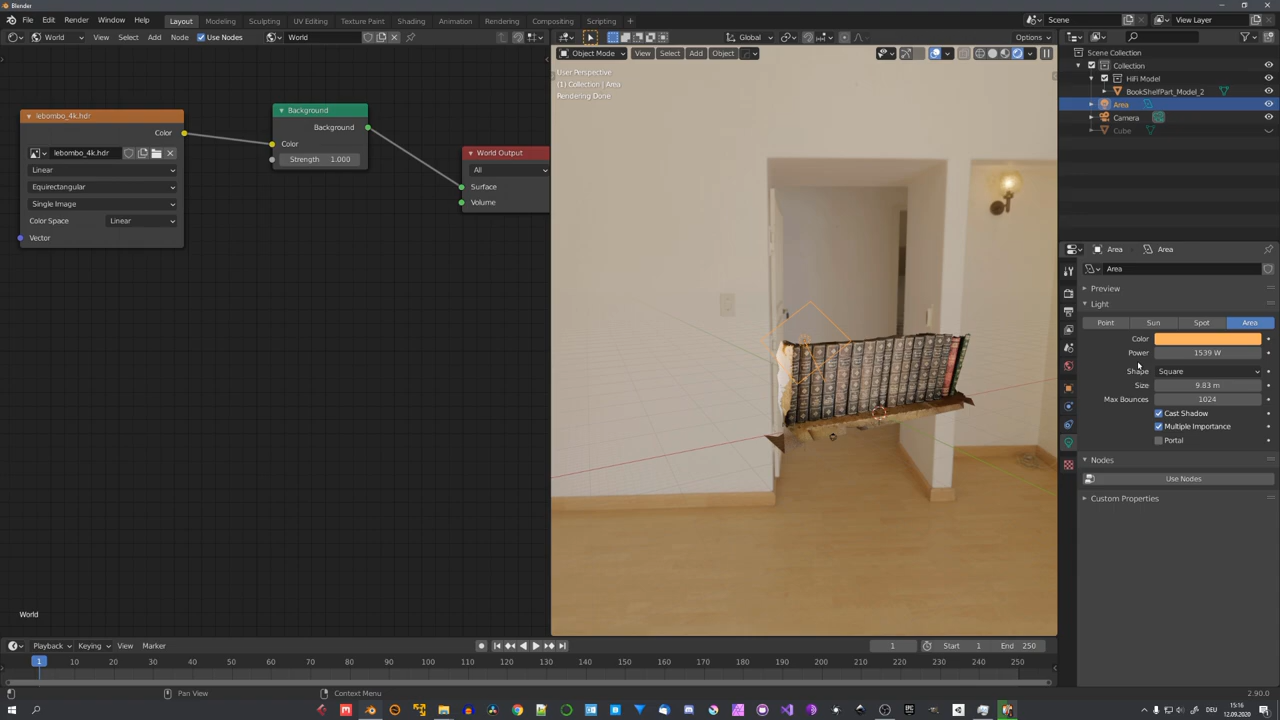 Blender
File Edit Render Window Help Layout Modeling Sculpting UV Editing Texture Paint Shading Animation Rendering Compositing Scripting + Scene View Layer
World View Select Add Node Use Nodes World Global Options
Object Mode View Select Add Object
User Perspective
(1) Collection | Area
Rendering Done
Scene Collection
Collection
HiFi Model
BookShelfPart_Model_2
Area
Camera
Cube
lebombo_4k.hdr
Color
lebombo_4k.hdr
Linear
Equirectangular
Single Image
Color Space Linear
Vector
Background
Background
Color
Strength 1.000
World Output
All
Surface
Volume
Area Area
Area
Preview
Light
Point Sun Spot Area
Color
Power 1539 W
Shape Square
Size 9.83 m
Max Bounces 1024
Cast Shadow
Multiple Importance
Portal
Nodes
Use Nodes
Custom Properties
World
Playback Keying View Marker 1 Start 1 End 250
1 10 20 30 40 50 60 70 80 90 100 110 120 130 140 150 160 170 180 190 200 210 220 230 240 250
Pan View Context Menu 2.90.0
DEU 15:16
12.09.2020